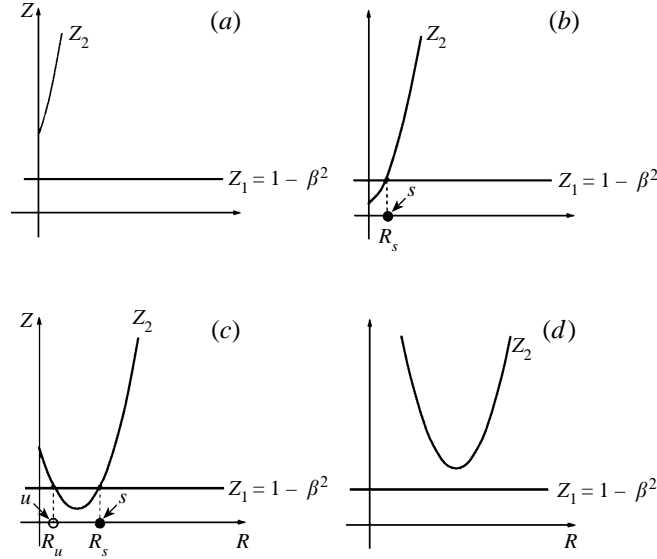 Z (a) (b)
Z₂ Z₂
Z₁ = 1 − β² Z₁ = 1 − β²
s
Rₛ
Z (c) (d)
Z₂ Z₂
u s Z₁ = 1 − β² Z₁ = 1 − β²
Rᵤ Rₛ R R